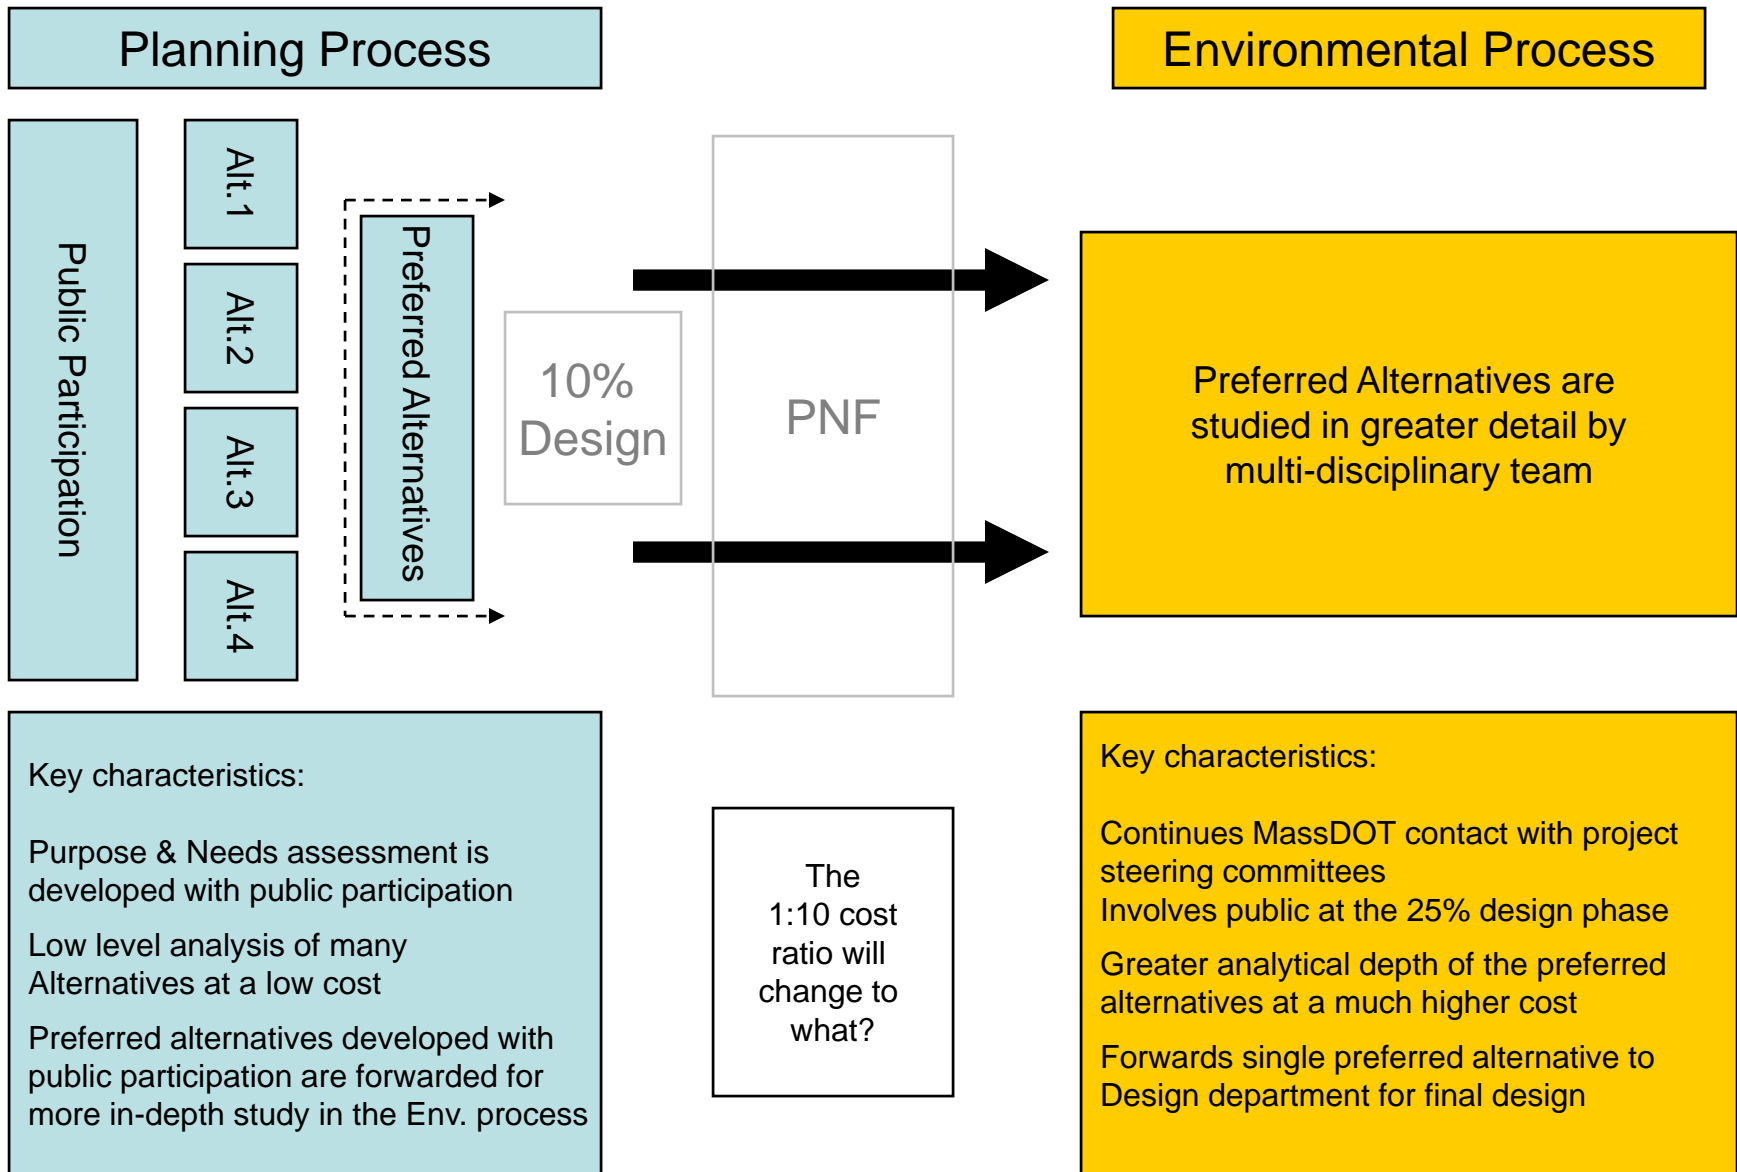 Planning Process
Environmental Process
Public Participation
Alt.1
Alt.2
Alt.3
Alt.4
Preferred Alternatives
10%
Design
PNF
Preferred Alternatives are
studied in greater detail by
multi-disciplinary team
Key characteristics:
Purpose & Needs assessment is
developed with public participation
Low level analysis of many
Alternatives at a low cost
Preferred alternatives developed with
public participation are forwarded for
more in-depth study in the Env. process
The
1:10 cost
ratio will
change to
what?
Key characteristics:
Continues MassDOT contact with project
steering committees
Involves public at the 25% design phase
Greater analytical depth of the preferred
alternatives at a much higher cost
Forwards single preferred alternative to
Design department for final design